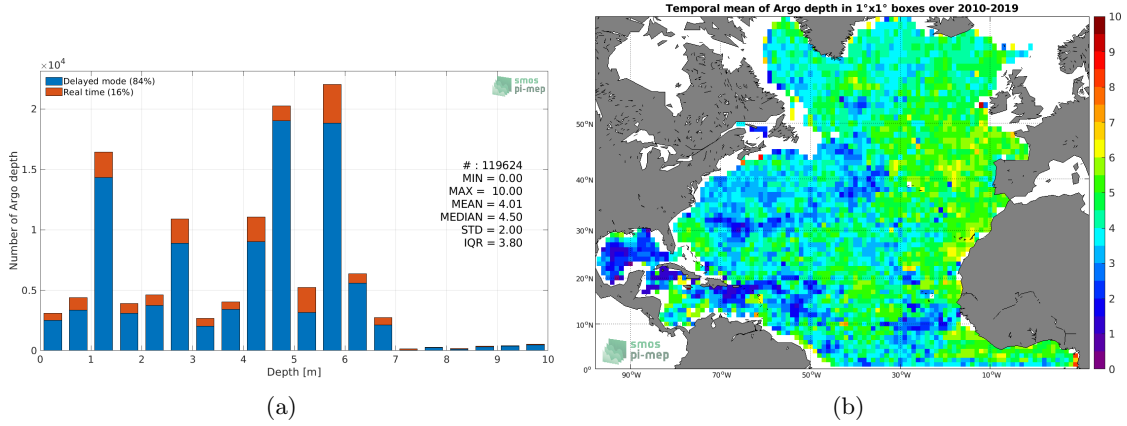 ×10⁴
Number of Argo depth
2
1.5
1
0.5
0
Delayed mode (84%)
Real time (16%)
smos
pi-mep
# : 119624
MIN = 0.00
MAX = 10.00
MEAN = 4.01
MEDIAN = 4.50
STD = 2.00
IQR = 3.80
0 1 2 3 4 5 6 7 8 9 10
Depth [m]
(a)
Temporal mean of Argo depth in 1°x1° boxes over 2010-2019
50°N
40°N
30°N
20°N
10°N
0°
90°W 70°W 50°W 30°W 10°W
smos
pi-mep
10
9
8
7
6
5
4
3
2
1
0
(b)